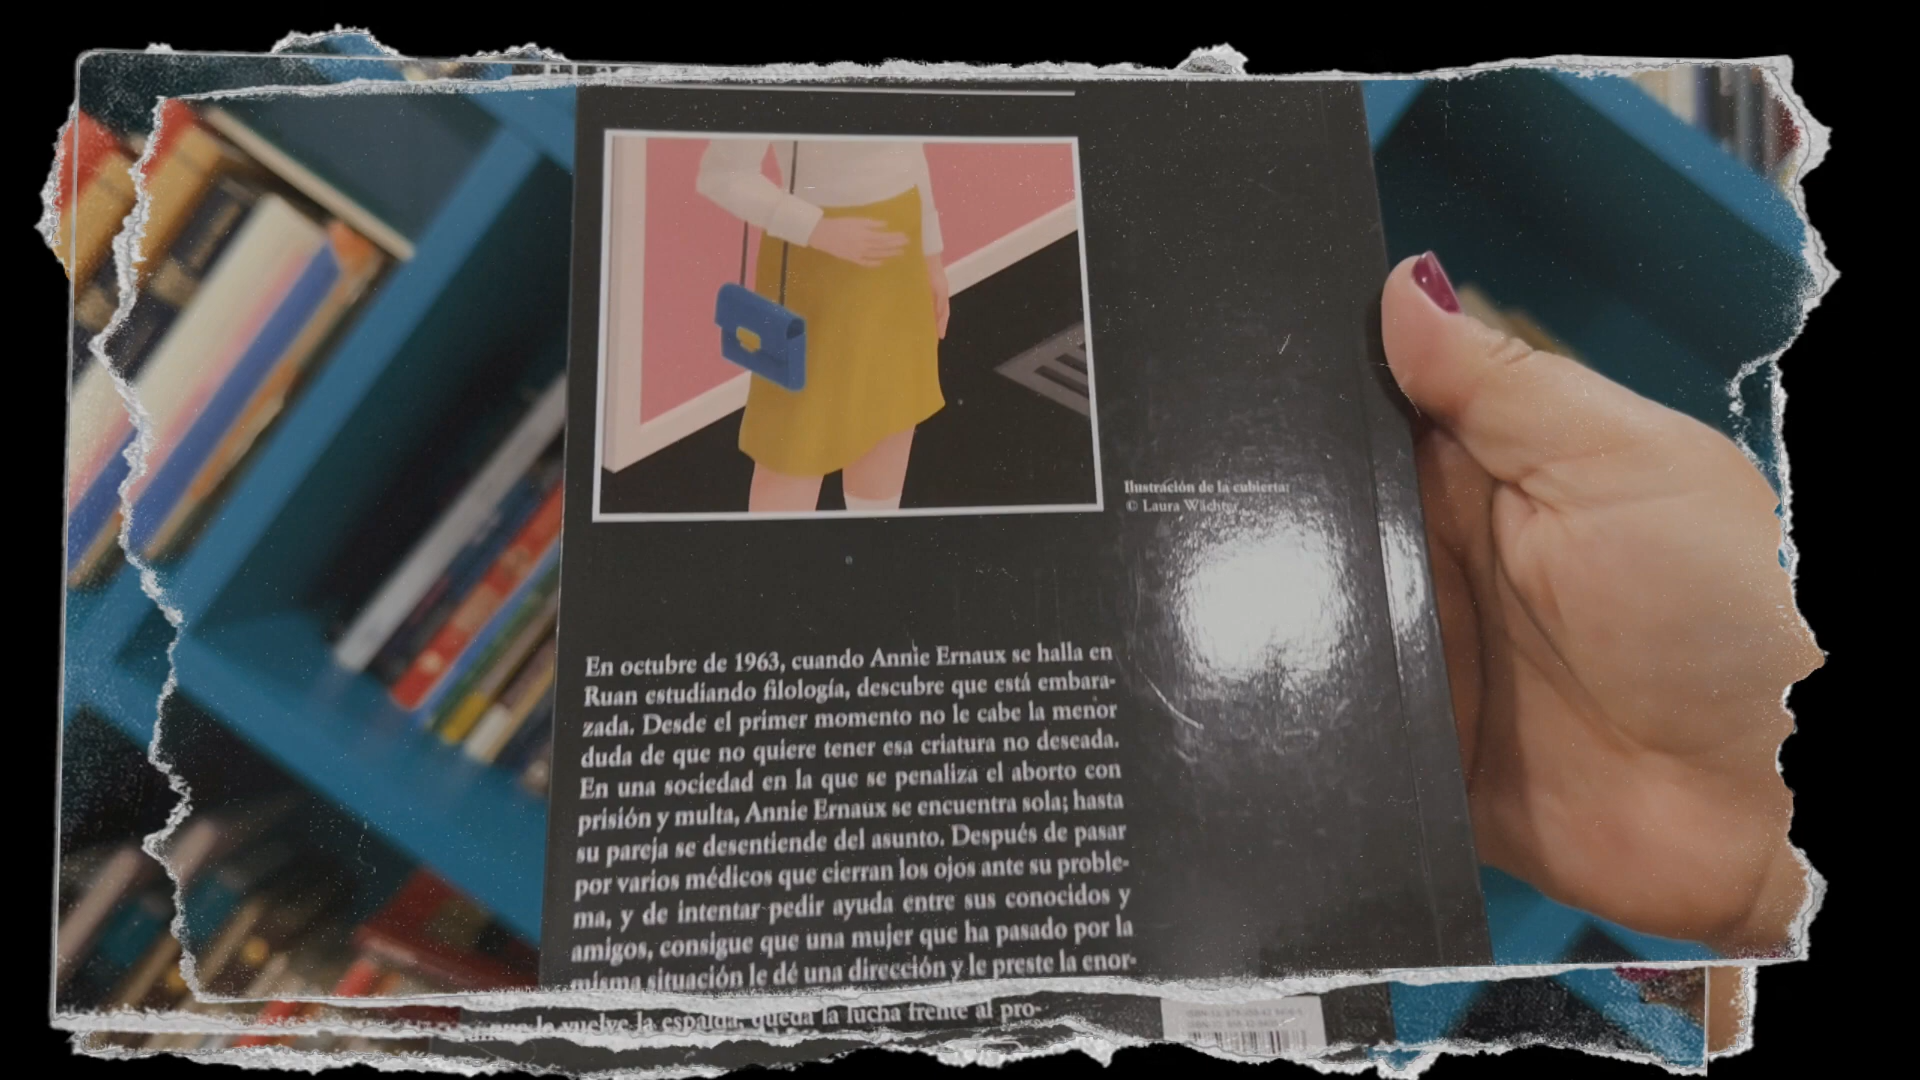 Ilustración de la cubierta:
© Laura Wächter
En octubre de 1963, cuando Annie Ernaux se halla en
Ruan estudiando filología, descubre que está embara-
zada. Desde el primer momento no le cabe la menor
duda de que no quiere tener esa criatura no deseada.
En una sociedad en la que se penaliza el aborto con
prisión y multa, Annie Ernaux se encuentra sola; hasta
su pareja se desentiende del asunto. Después de pasar
por varios médicos que cierran los ojos ante su proble-
ma, y de intentar pedir ayuda entre sus conocidos y
amigos, consigue que una mujer que ha pasado por la
misma situación le dé una dirección y le preste la enor-
que le vuelve la espalda, queda la lucha frente al pro-